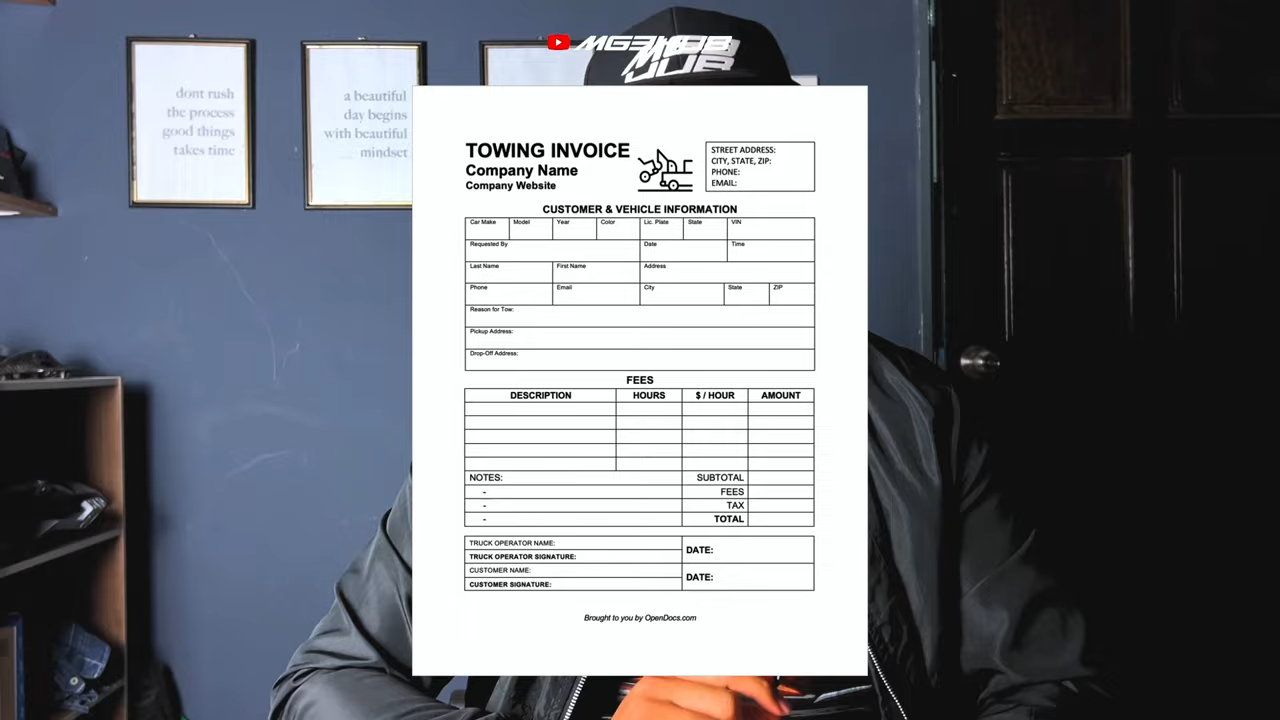 MG3KJOB
dont rush
the process
good things
takes time
a beautiful
day begins
with beautiful
mindset
TOWING INVOICE
Company Name
Company Website
STREET ADDRESS:
CITY, STATE, ZIP:
PHONE:
EMAIL:
CUSTOMER & VEHICLE INFORMATION
Car Make Model Year Color Lic. Plate State VIN
Requested By Date Time
Last Name First Name Address
Phone Email City State ZIP
Reason for Tow:
Pickup Address:
Drop-Off Address:
FEES
DESCRIPTION HOURS $ / HOUR AMOUNT
NOTES: SUBTOTAL
- FEES
- TAX
- TOTAL
TRUCK OPERATOR NAME:
TRUCK OPERATOR SIGNATURE:
DATE:
CUSTOMER NAME:
CUSTOMER SIGNATURE:
DATE:
Brought to you by OpenDocs.com